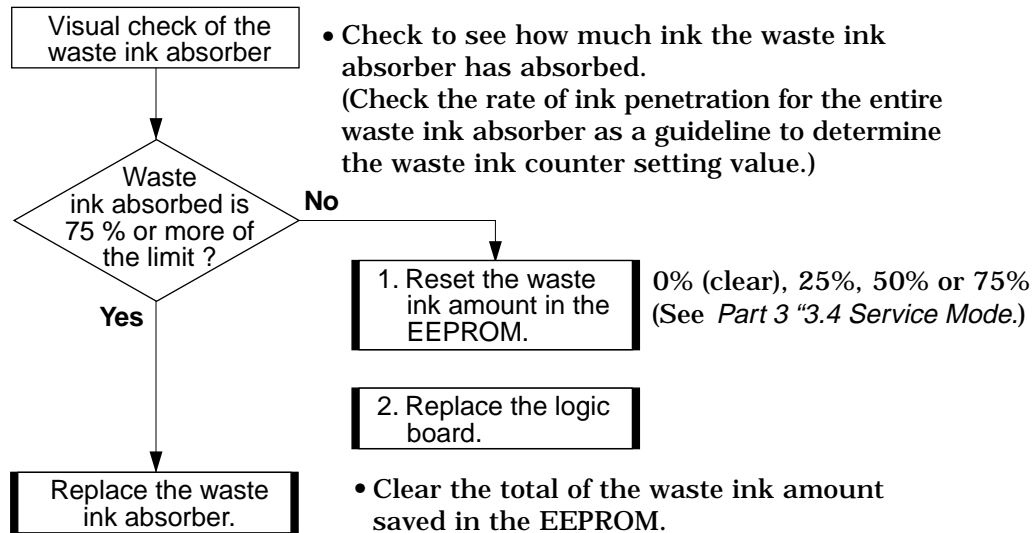 Visual check of the
waste ink absorber
• Check to see how much ink the waste ink
absorber has absorbed.
(Check the rate of ink penetration for the entire
waste ink absorber as a guideline to determine
the waste ink counter setting value.)
Waste
ink absorbed is
75 % or more of
the limit ?
No
Yes
1. Reset the waste
ink amount in the
EEPROM.
0% (clear), 25%, 50% or 75%
(See Part 3 “3.4 Service Mode.)
2. Replace the logic
board.
Replace the waste
ink absorber.
• Clear the total of the waste ink amount
saved in the EEPROM.